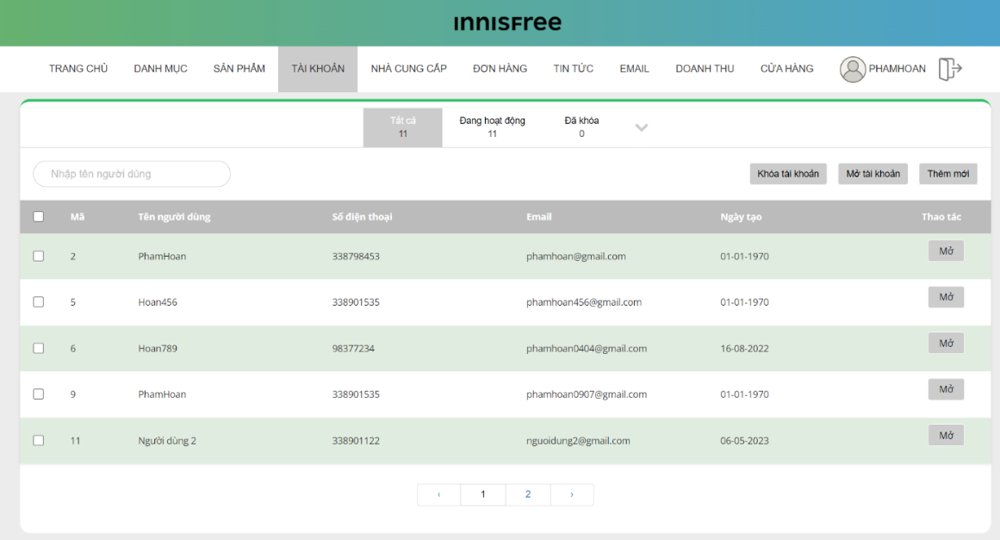 INNISFREE
TRANG CHỦ DANH MỤC SẢN PHẨM TÀI KHOẢN NHÀ CUNG CẤP ĐƠN HÀNG TIN TỨC EMAIL DOANH THU CỬA HÀNG PHAMHOAN
Tất cả Đang hoạt động Đã khóa
11 11 0
Nhập tên người dùng Khóa tài khoản Mở tài khoản Thêm mới
Mã Tên người dùng Số điện thoại Email Ngày tạo Thao tác
2 PhamHoan 338798453 phamhoan@gmail.com 01-01-1970 Mở
5 Hoan456 338901535 phamhoan456@gmail.com 01-01-1970 Mở
6 Hoan789 98377234 phamhoan0404@gmail.com 16-08-2022 Mở
9 PhamHoan 338901535 phamhoan0907@gmail.com 01-01-1970 Mở
11 Người dùng 2 338901122 nguoidung2@gmail.com 06-05-2023 Mở
‹ 1 2 ›